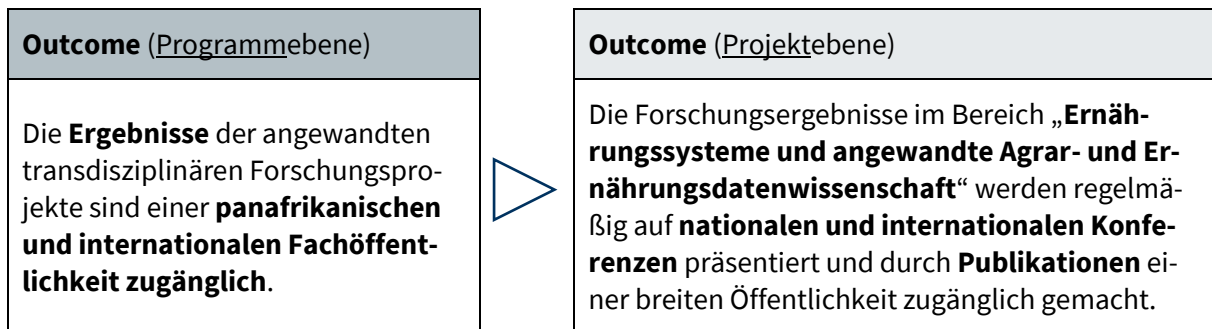 Outcome (Programmebene)
Die Ergebnisse der angewandten
transdisziplinären Forschungspro-
jekte sind einer panafrikanischen
und internationalen Fachöffent-
lichkeit zugänglich.
Outcome (Projektebene)
Die Forschungsergebnisse im Bereich „Ernäh-
rungssysteme und angewandte Agrar- und Er-
nährungsdatenwissenschaft“ werden regelmä-
ßig auf nationalen und internationalen Konfe-
renzen präsentiert und durch Publikationen ei-
ner breiten Öffentlichkeit zugänglich gemacht.